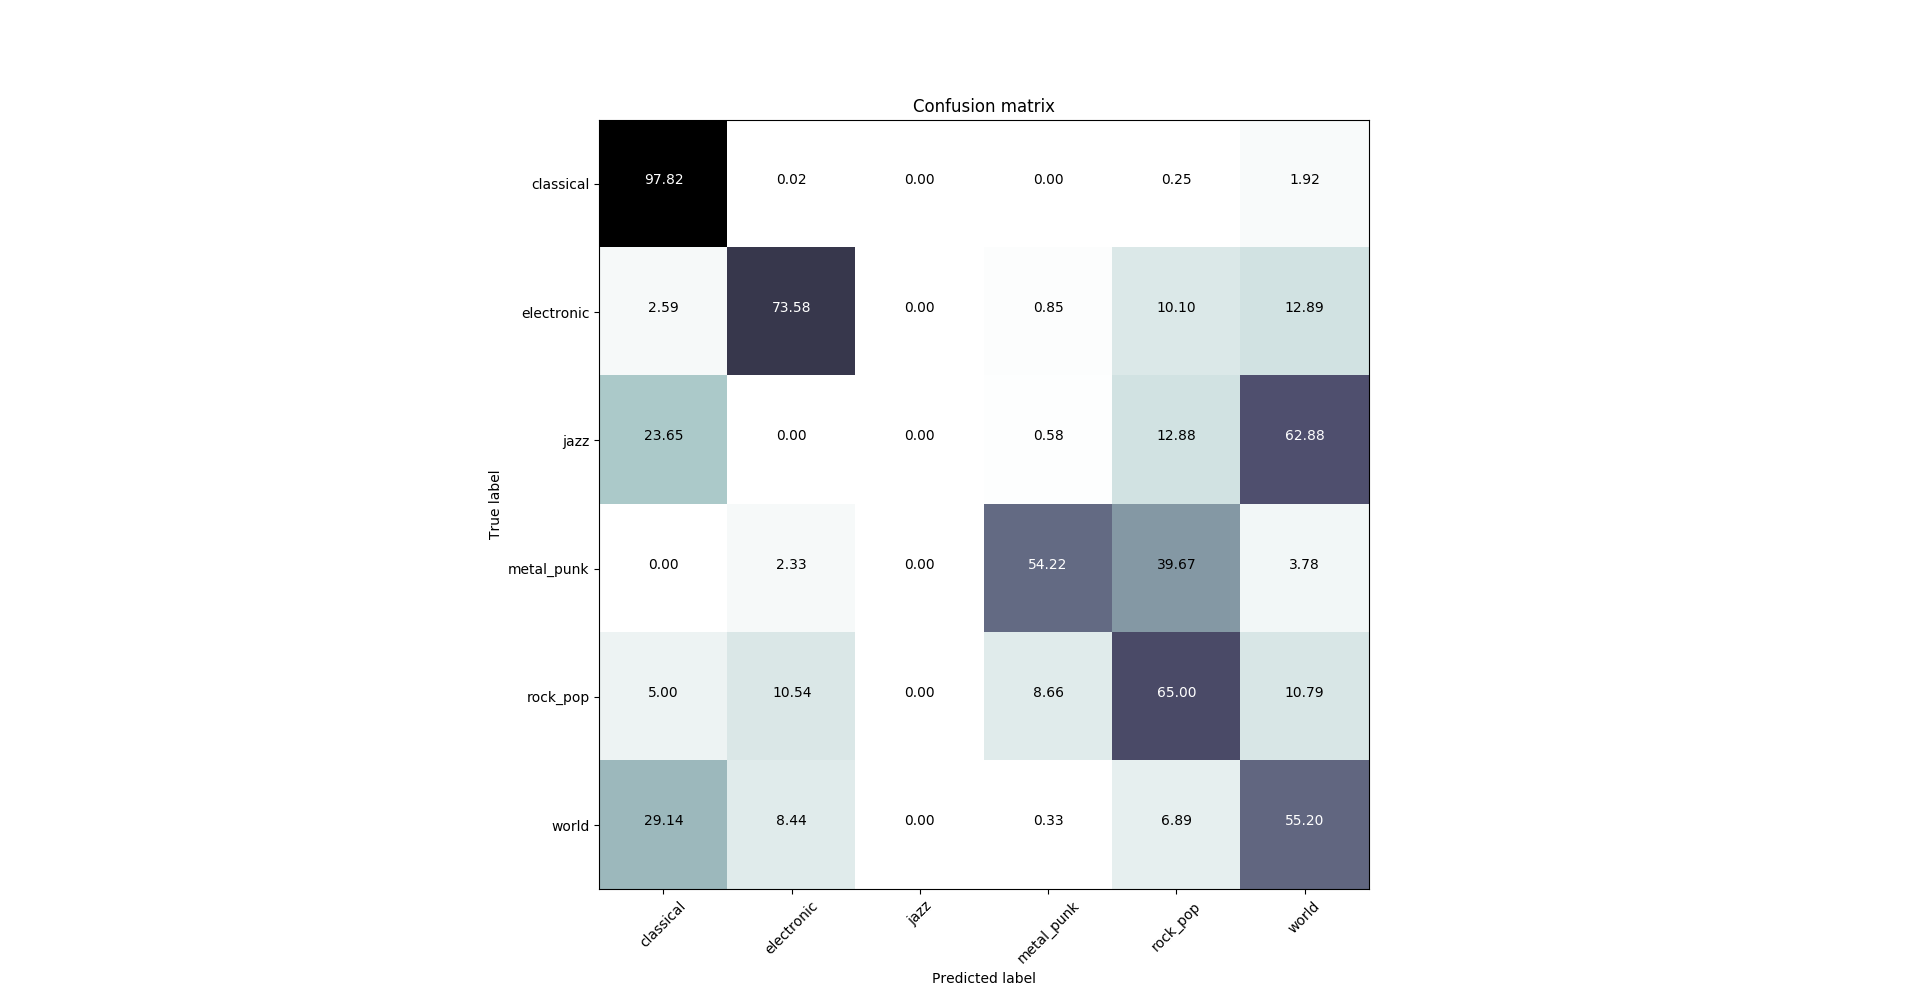 Confusion matrix
classical 97.82 0.02 0.00 0.00 0.25 1.92
electronic 2.59 73.58 0.00 0.85 10.10 12.89
jazz 23.65 0.00 0.00 0.58 12.88 62.88
metal_punk 0.00 2.33 0.00 54.22 39.67 3.78
rock_pop 5.00 10.54 0.00 8.66 65.00 10.79
world 29.14 8.44 0.00 0.33 6.89 55.20
True label
classical electronic jazz metal_punk rock_pop world
Predicted label